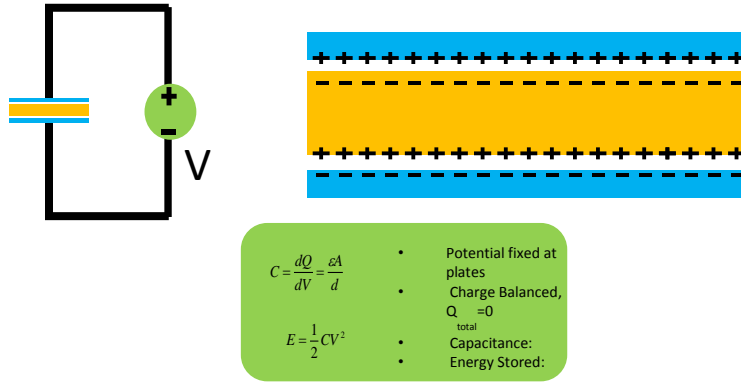 +
-
V
+ + + + + + + + + + + + + + + + +
- - - - - - - - - - - - - - - - -
+ + + + + + + + + + + + + + + + +
- - - - - - - - - - - - - - - - -
C = dQ/dV = εA/d
E = 1/2 CV²
• Potential fixed at
plates
• Charge Balanced,
Q total =0
• Capacitance:
• Energy Stored: